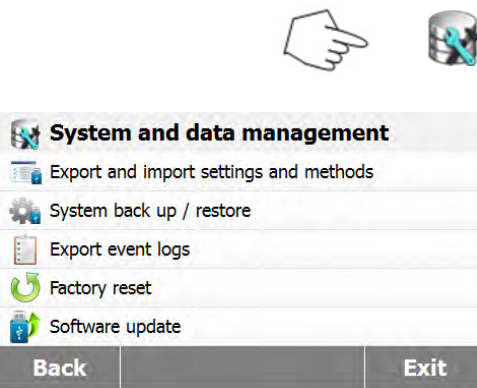 System and data management
Export and import settings and methods
System back up / restore
Export event logs
Factory reset
Software update
Back Exit